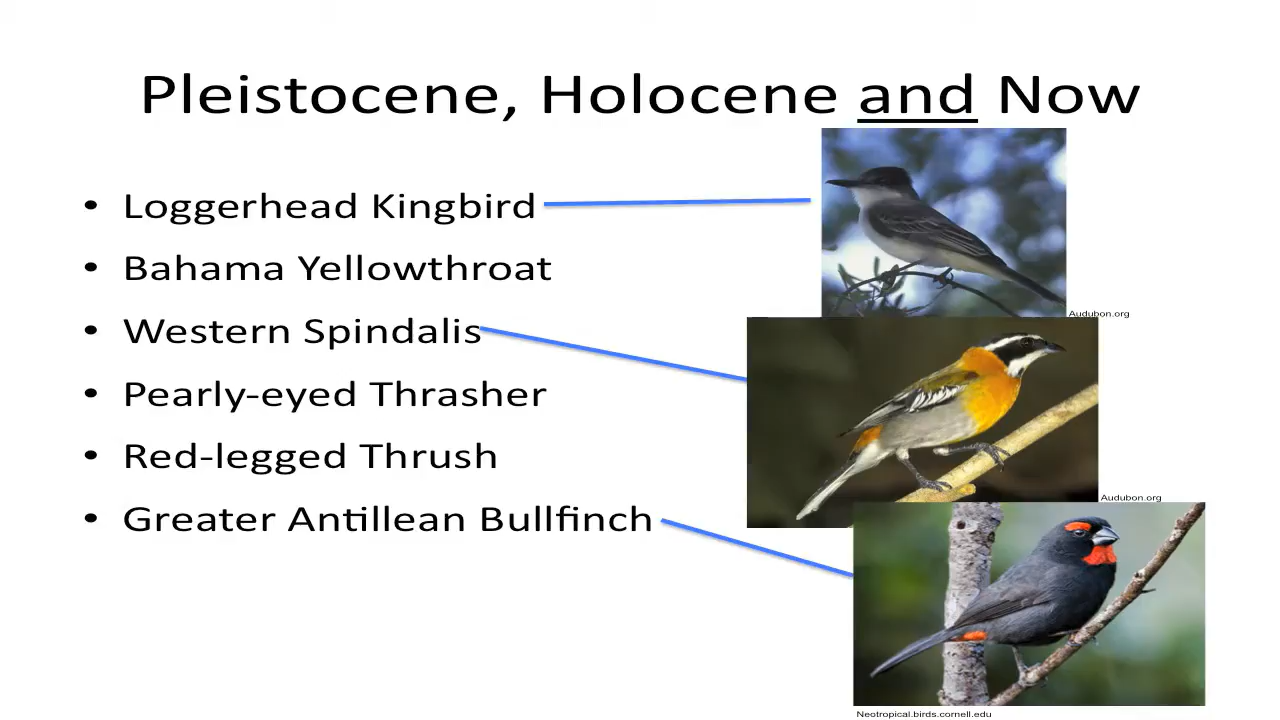 Pleistocene, Holocene and Now
• Loggerhead Kingbird
• Bahama Yellowthroat
• Western Spindalis
• Pearly-eyed Thrasher
• Red-legged Thrush
• Greater Antillean Bullfinch
Audubon.org
Audubon.org
Neotropical.birds.cornell.edu